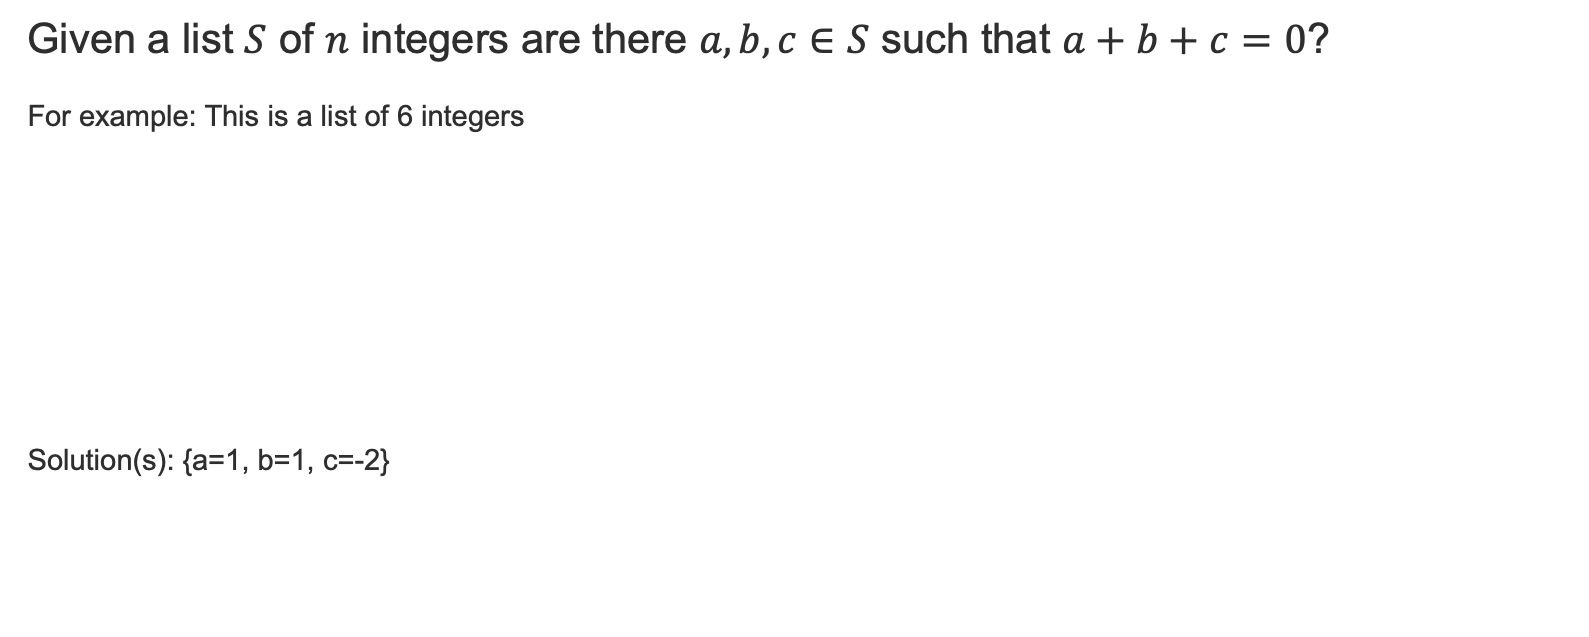 Given a list S of n integers are there a, b, c ∈ S such that a + b + c = 0?
For example: This is a list of 6 integers
Solution(s): {a=1, b=1, c=-2}